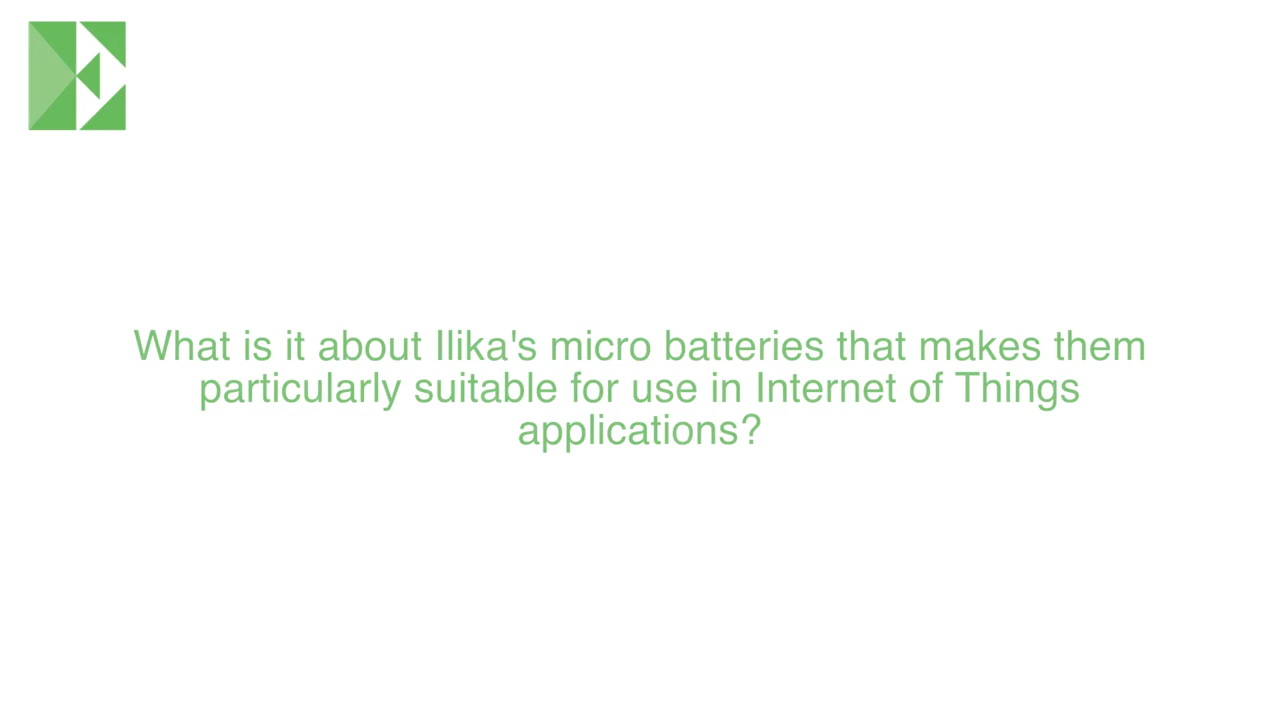 What is it about Ilika's micro batteries that makes them
particularly suitable for use in Internet of Things
applications?